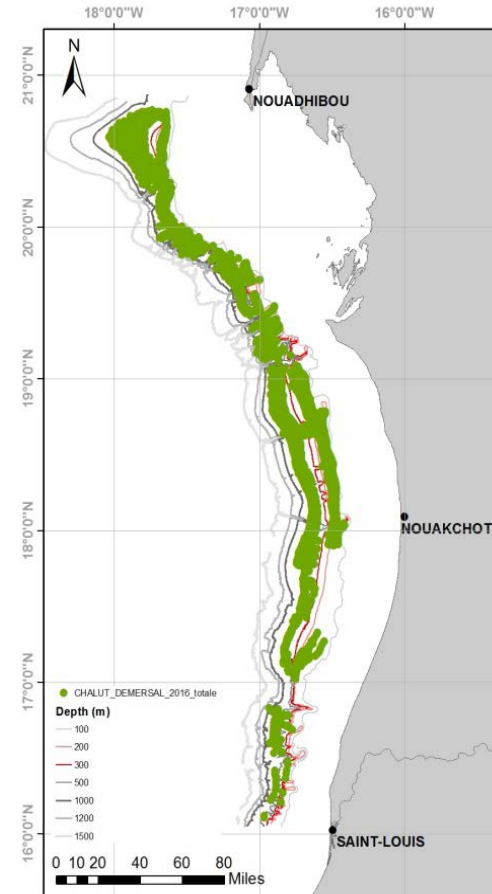 18°0'0"N 17°0'0"N 16°0'0"N
N
21°0'0"N
NOUADHIBOU
20°0'0"N
19°0'0"N
18°0'0"N
NOUAKCHOT
17°0'0"N
CHALUT_DEMERSAL_2016_totale
Depth (m)
100
200
300
500
1000
1200
1500
16°0'0"N
SAINT-LOUIS
0 10 20 40 60 80
Miles